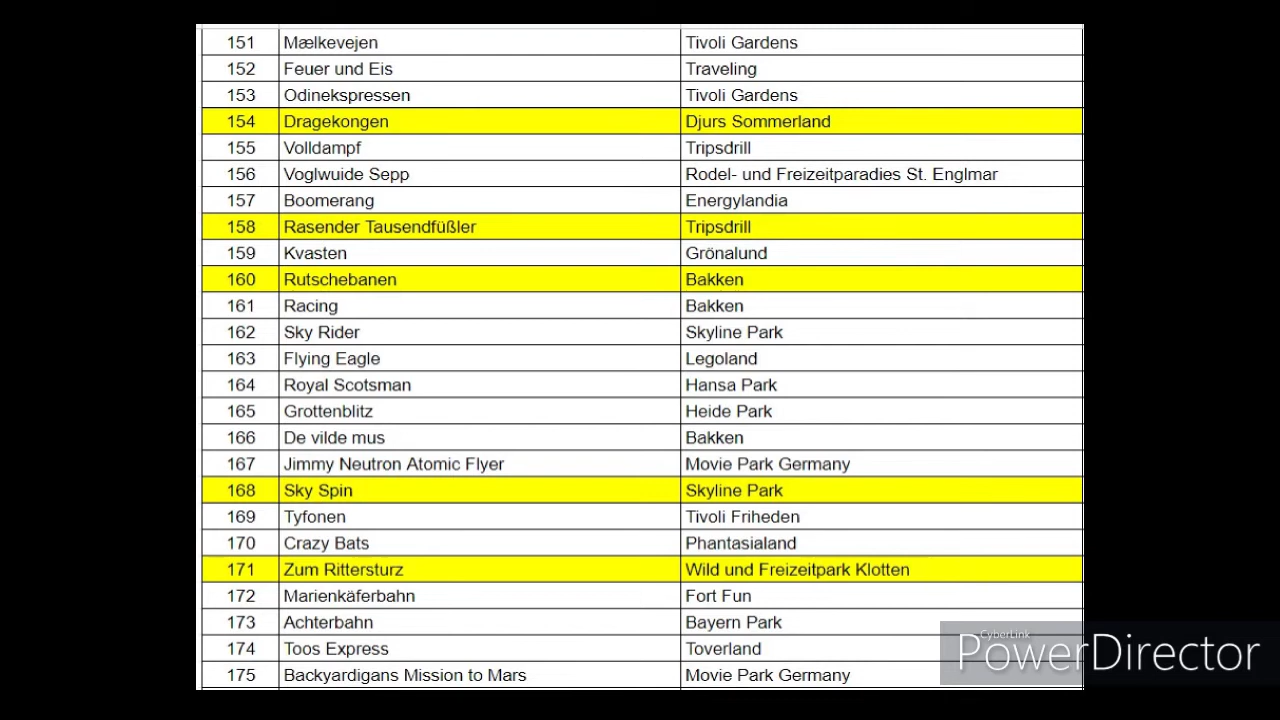 151 Mælkevejen Tivoli Gardens
152 Feuer und Eis Traveling
153 Odinekspressen Tivoli Gardens
154 Dragekongen Djurs Sommerland
155 Volldampf Tripsdrill
156 Voglwuide Sepp Rodel- und Freizeitparadies St. Englmar
157 Boomerang Energylandia
158 Rasender Tausendfüßler Tripsdrill
159 Kvasten Grönalund
160 Rutschebanen Bakken
161 Racing Bakken
162 Sky Rider Skyline Park
163 Flying Eagle Legoland
164 Royal Scotsman Hansa Park
165 Grottenblitz Heide Park
166 De vilde mus Bakken
167 Jimmy Neutron Atomic Flyer Movie Park Germany
168 Sky Spin Skyline Park
169 Tyfonen Tivoli Friheden
170 Crazy Bats Phantasialand
171 Zum Rittersturz Wild und Freizeitpark Klotten
172 Marienkäferbahn Fort Fun
173 Achterbahn Bayern Park
174 Toos Express Toverland
175 Backyardigans Mission to Mars Movie Park Germany
CyberLink
PowerDirector